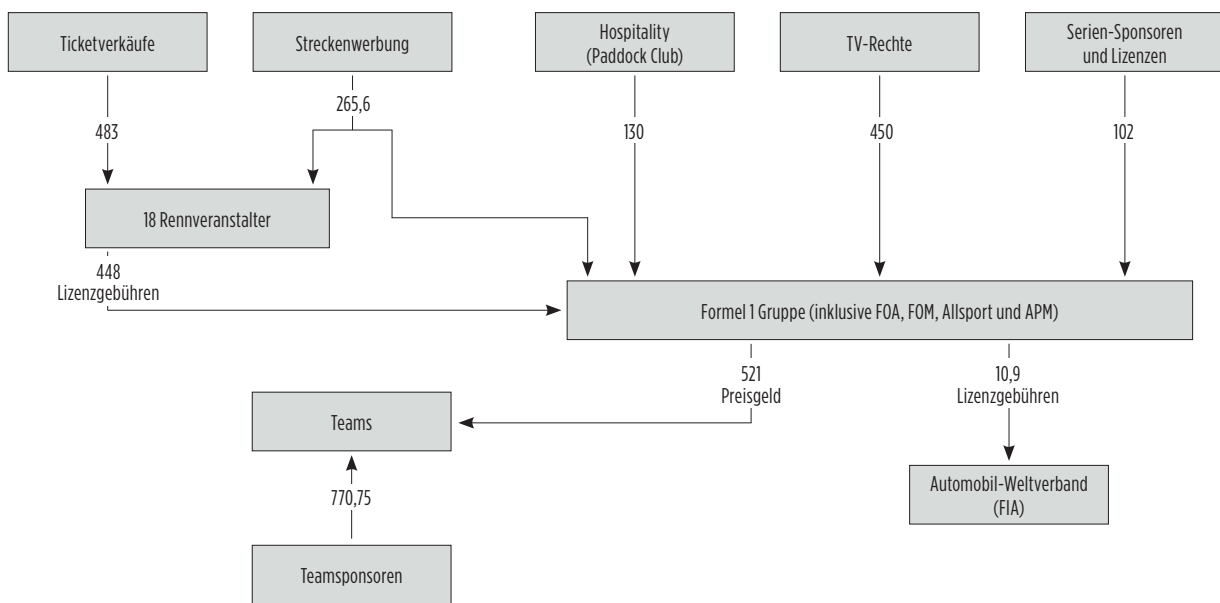 Ticketverkäufe
Streckenwerbung
Hospitality
(Paddock Club)
TV-Rechte
Serien-Sponsoren
und Lizenzen
265,6
483
130
450
102
18 Rennveranstalter
448
Lizenzgebühren
Formel 1 Gruppe (inklusive FOA, FOM, Allsport und APM)
521
Preisgeld
10,9
Lizenzgebühren
Teams
Automobil-Weltverband
(FIA)
770,75
Teamsponsoren